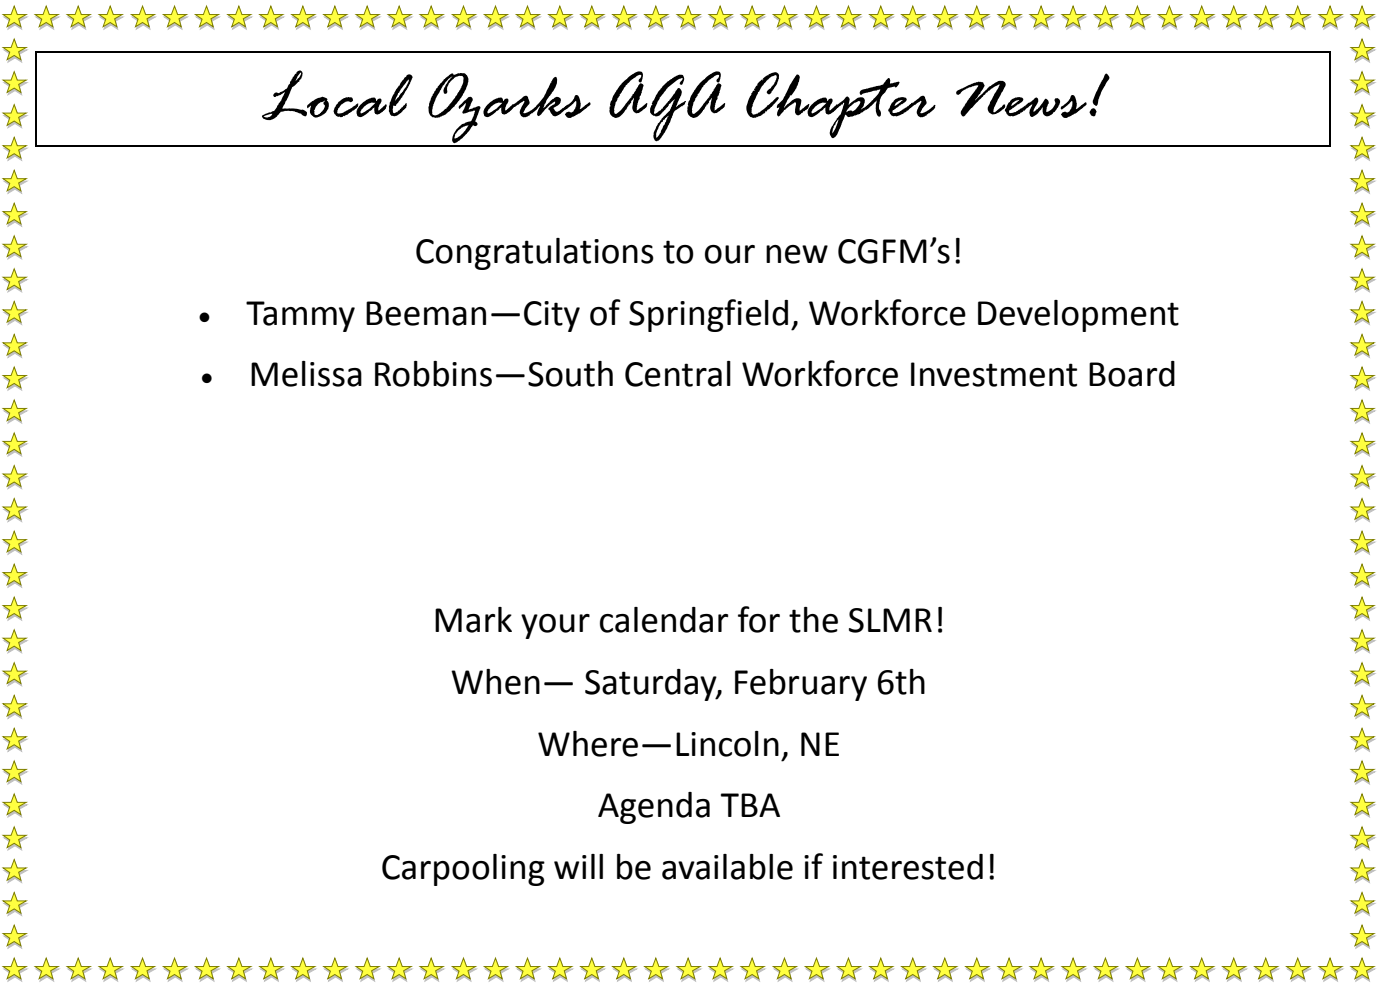 Local Ozarks AGA Chapter News!
Congratulations to our new CGFM’s!
• Tammy Beeman—City of Springfield, Workforce Development
• Melissa Robbins—South Central Workforce Investment Board
Mark your calendar for the SLMR!
When— Saturday, February 6th
Where—Lincoln, NE
Agenda TBA
Carpooling will be available if interested!